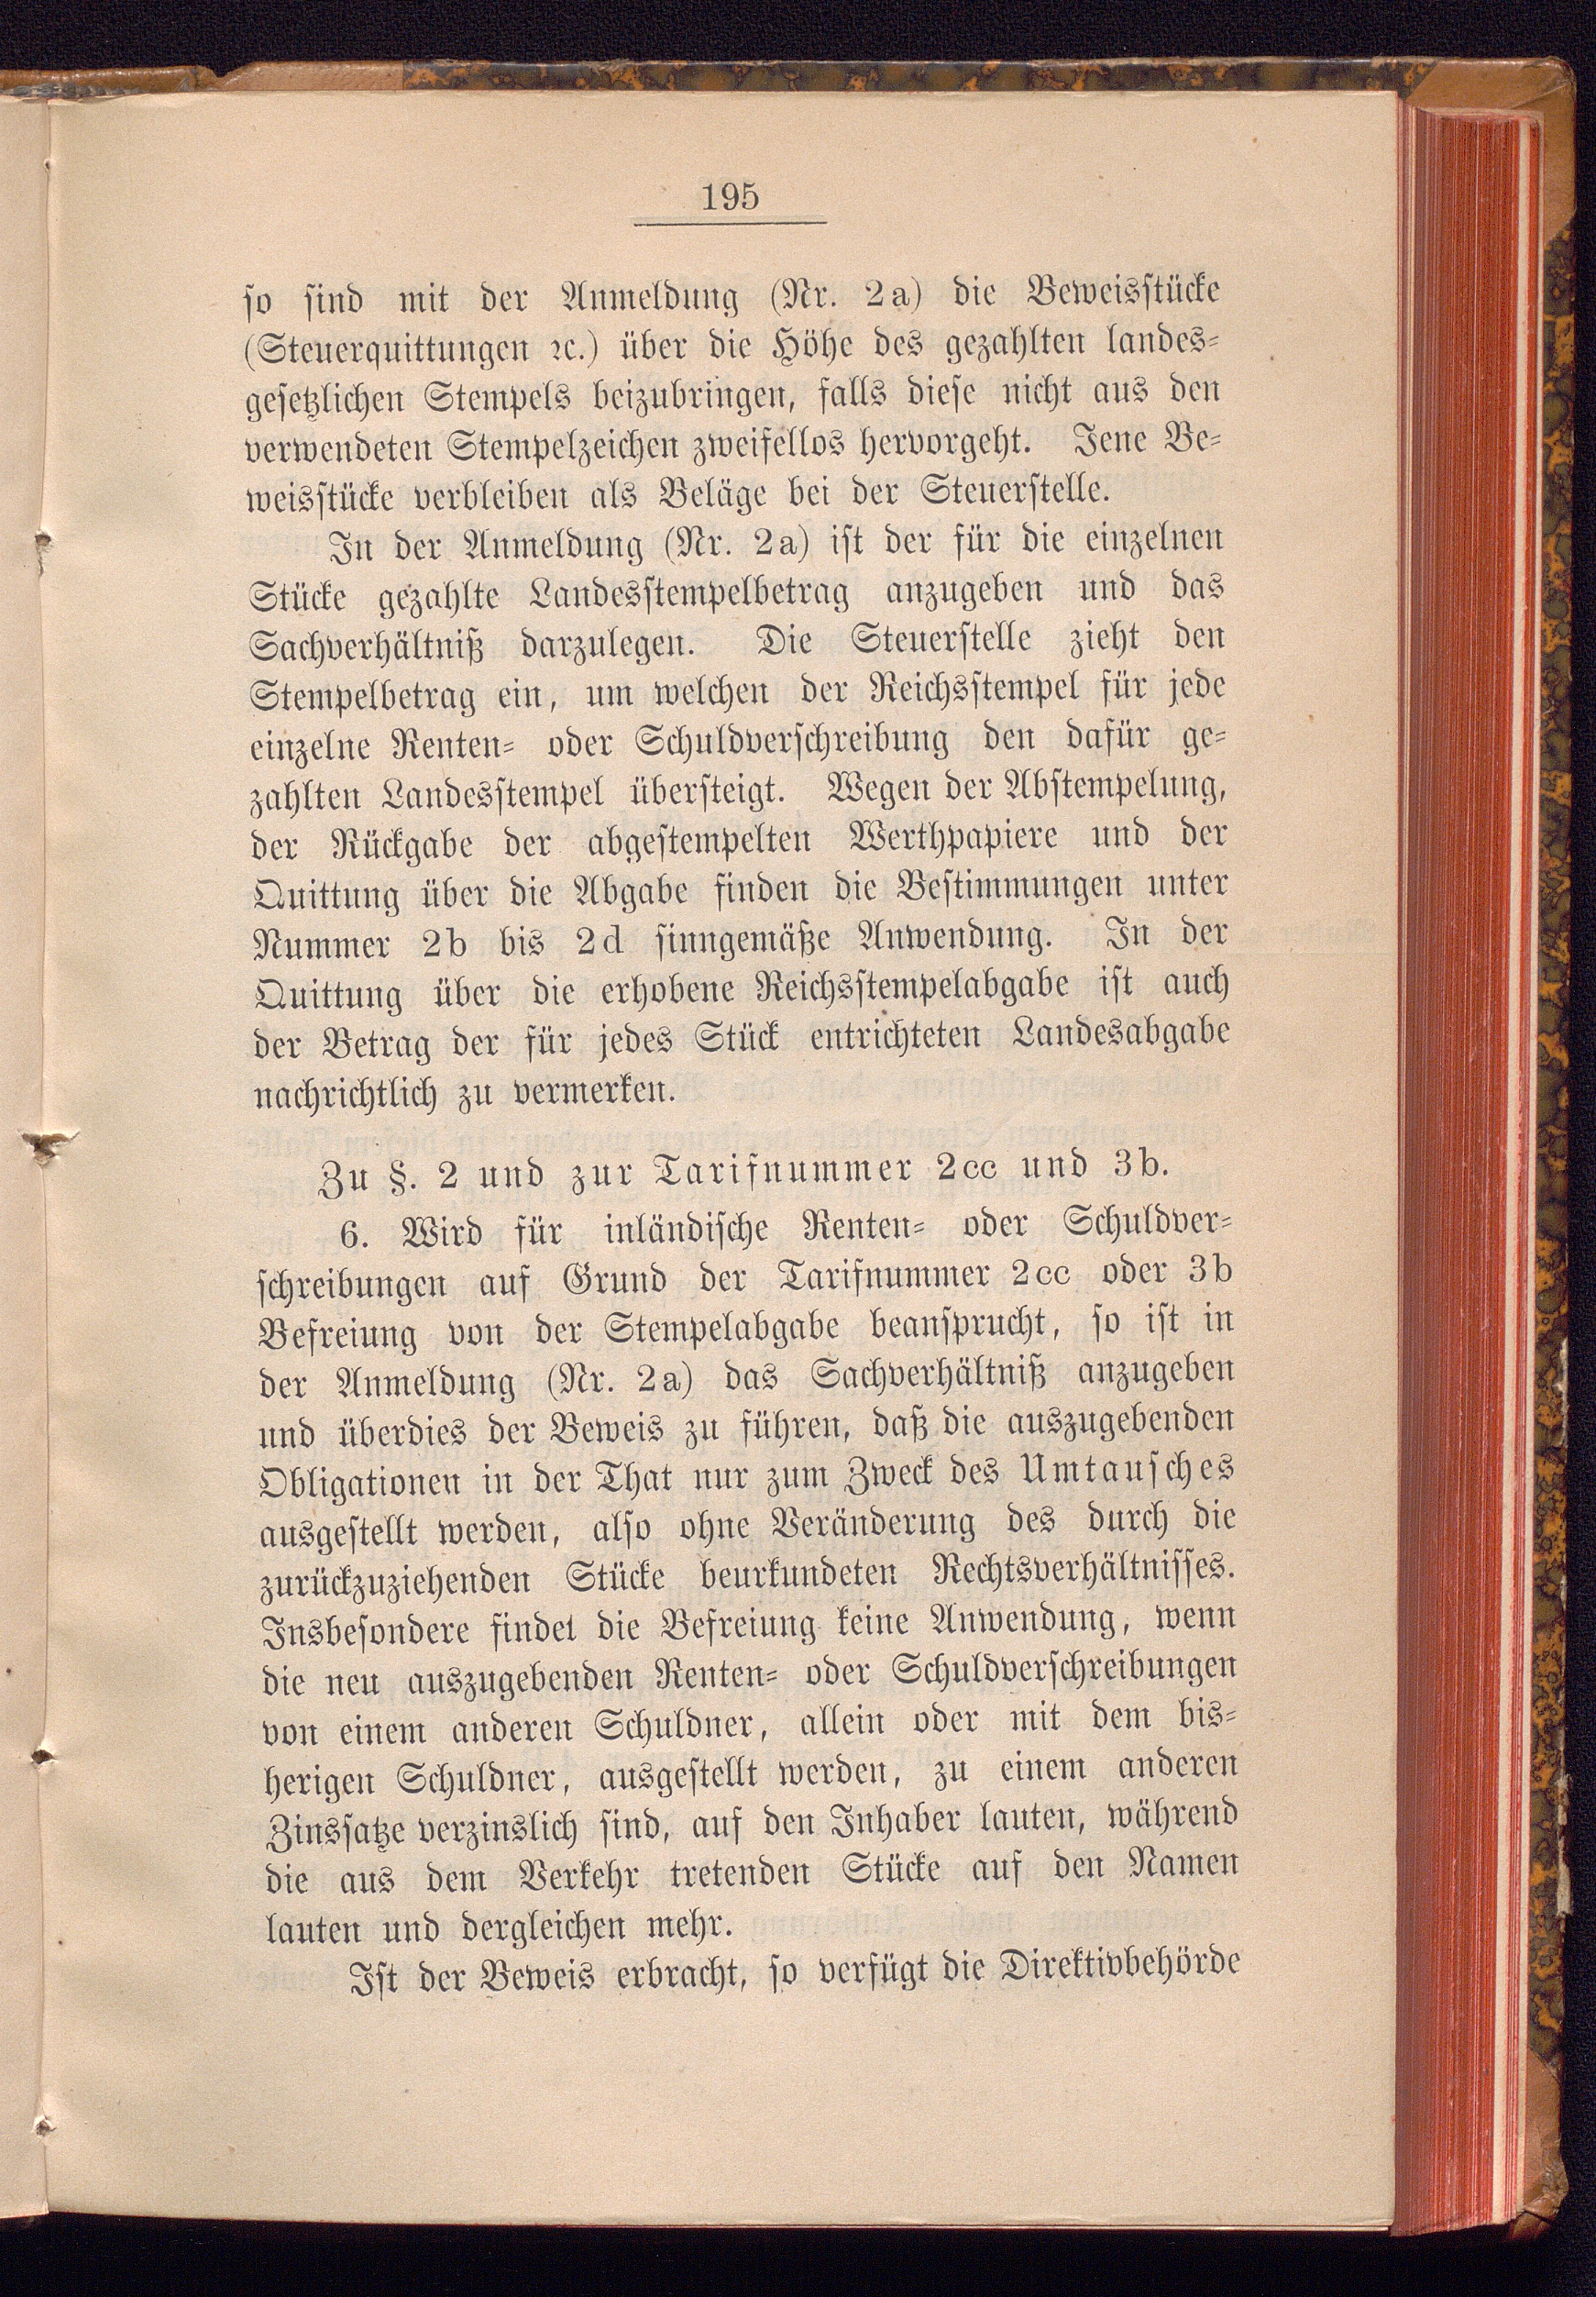 195
so sind mit der Anmeldung (Nr. 2a) die Beweisstücke
(Steuerquittungen ꝛc.) über die Höhe des gezahlten landes-
gesetzlichen Stempels beizubringen, falls diese nicht aus den
verwendeten Stempelzeichen zweifellos hervorgeht. Jene Be-
weisstücke verbleiben als Beläge bei der Steuerstelle.
In der Anmeldung (Nr. 2a) ist der für die einzelnen
Stücke gezahlte Landesstempelbetrag anzugeben und das
Sachverhältniß darzulegen. Die Steuerstelle zieht den
Stempelbetrag ein, um welchen der Reichsstempel für jede
einzelne Renten- oder Schuldverschreibung den dafür ge-
zahlten Landesstempel übersteigt. Wegen der Abstempelung,
der Rückgabe der abgestempelten Werthpapiere und der
Quittung über die Abgabe finden die Bestimmungen unter
Nummer 2b bis 2d sinngemäße Anwendung. In der
Quittung über die erhobene Reichsstempelabgabe ist auch
der Betrag der für jedes Stück entrichteten Landesabgabe
nachrichtlich zu vermerken.
Zu §. 2 und zur Tarifnummer 2cc und 3b.
6. Wird für inländische Renten- oder Schuldver-
schreibungen auf Grund der Tarifnummer 2cc oder 3b
Befreiung von der Stempelabgabe beansprucht, so ist in
der Anmeldung (Nr. 2a) das Sachverhältniß anzugeben
und überdies der Beweis zu führen, daß die auszugebenden
Obligationen in der That nur zum Zweck des Umtausches
ausgestellt werden, also ohne Veränderung des durch die
zurückzuziehenden Stücke beurkundeten Rechtsverhältnisses.
Insbesondere findet die Befreiung keine Anwendung, wenn
die neu auszugebenden Renten- oder Schuldverschreibungen
von einem anderen Schuldner, allein oder mit dem bis-
herigen Schuldner, ausgestellt werden, zu einem anderen
Zinssatze verzinslich sind, auf den Inhaber lauten, während
die aus dem Verkehr tretenden Stücke auf den Namen
lauten und dergleichen mehr.
Ist der Beweis erbracht, so verfügt die Direktivbehörde